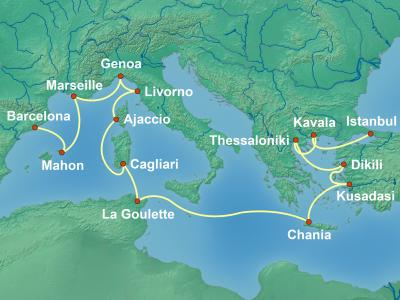 Genoa
Marseille
Livorno
Barcelona
Ajaccio
Kavala
Istanbul
Thessaloniki
Mahon
Cagliari
Dikili
Kusadasi
La Goulette
Chania